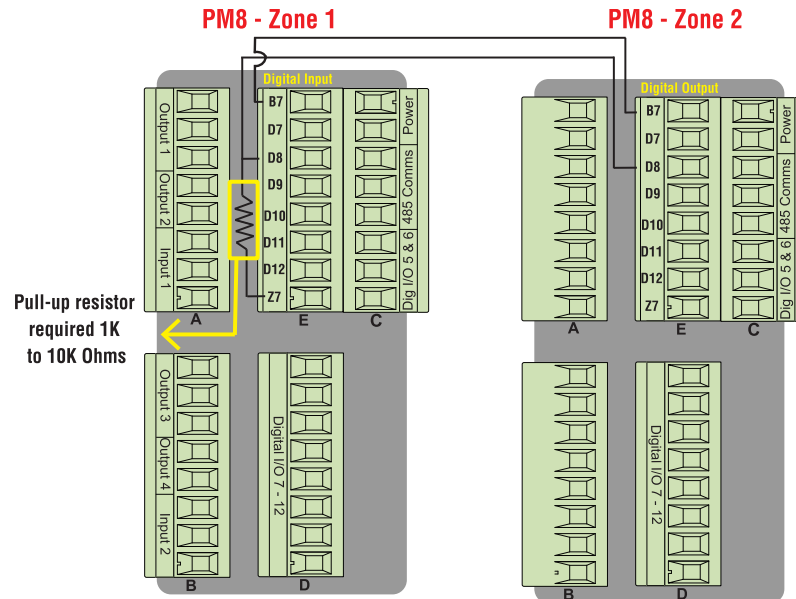 PM8 - Zone 1
PM8 - Zone 2
Digital Input
Digital Output
Output 1
Output 2
Input 1
A
B7
D7
D8
D9
D10
D11
D12
Z7
E
Power
485 Comms
Dig I/O 5 & 6
C
Pull-up resistor
required 1K
to 10K Ohms
Output 3
Output 4
Input 2
B
Digital I/O 7 - 12
D
A
B7
D7
D8
D9
D10
D11
D12
Z7
E
Power
485 Comms
Dig I/O 5 & 6
C
B
Digital I/O 7 - 12
D